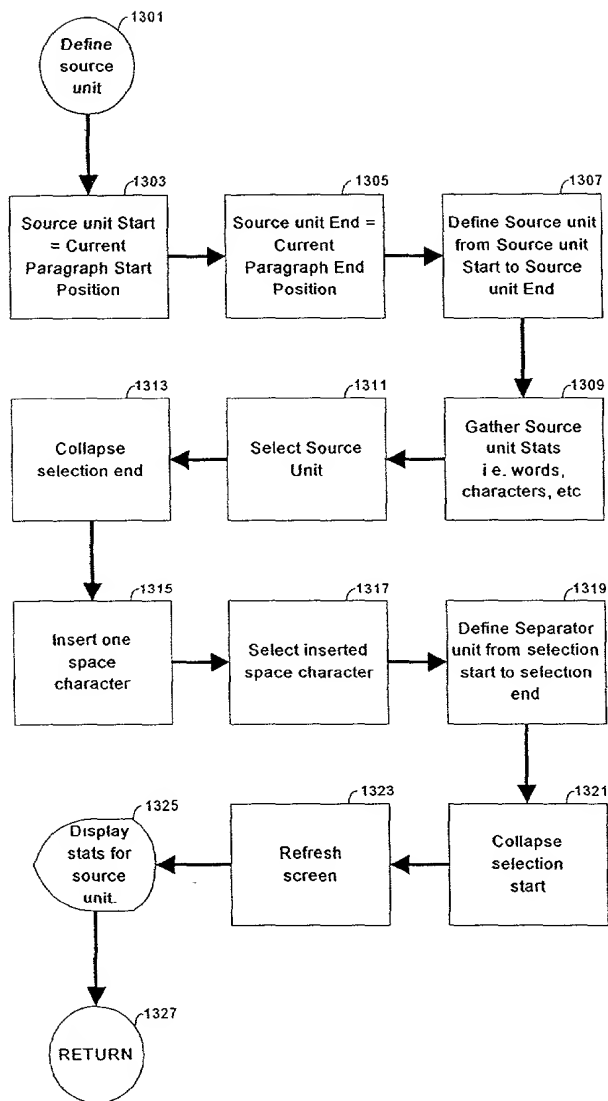 1301
Define
source
unit
1303
Source unit Start
= Current
Paragraph Start
Position
1305
Source unit End =
Current
Paragraph End
Position
1307
Define Source unit
from Source unit
Start to Source
unit End
1309
Gather Source
unit Stats
i e. words,
characters, etc
1311
Select Source
Unit
1313
Collapse
selection end
1315
Insert one
space
character
1317
Select inserted
space character
1319
Define Separator
unit from selection
start to selection
end
1321
Collapse
selection
start
1323
Refresh
screen
1325
Display
stats for
source
unit.
1327
RETURN